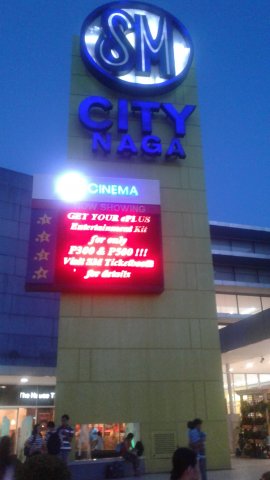 SM
CITY
NAGA
CINEMA
NOW SHOWING
GET YOUR ePLUS
Entertainment Kit
for only
P300 & P500 !!!
Visit SM Ticketbooth
for details